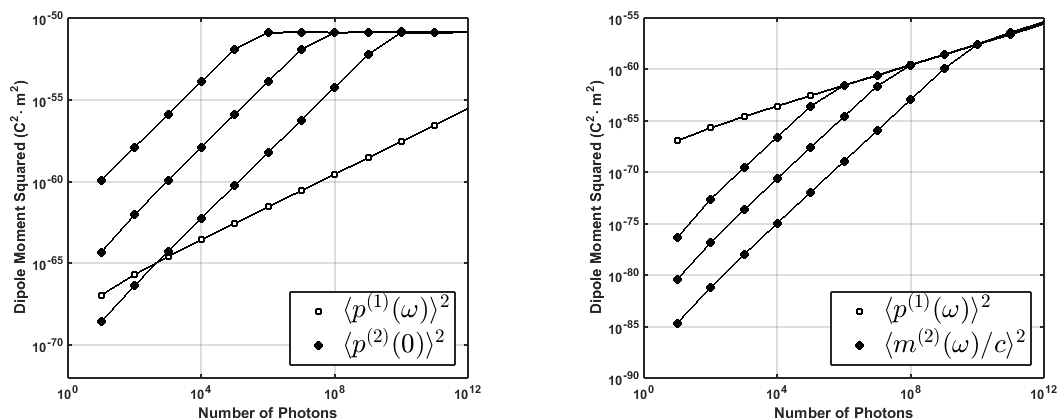 10^-50
10^-55
10^-60
10^-65
10^-70
10^0
10^4
10^8
10^12
Dipole Moment Squared (C^2 · m^2)
Number of Photons
⟨p^(1)(ω)⟩^2
⟨p^(2)(0)⟩^2
10^-55
10^-60
10^-65
10^-70
10^-75
10^-80
10^-85
10^-90
10^0
10^4
10^8
10^12
Dipole Moment Squared (C^2 · m^2)
Number of Photons
⟨p^(1)(ω)⟩^2
⟨m^(2)(ω)/c⟩^2